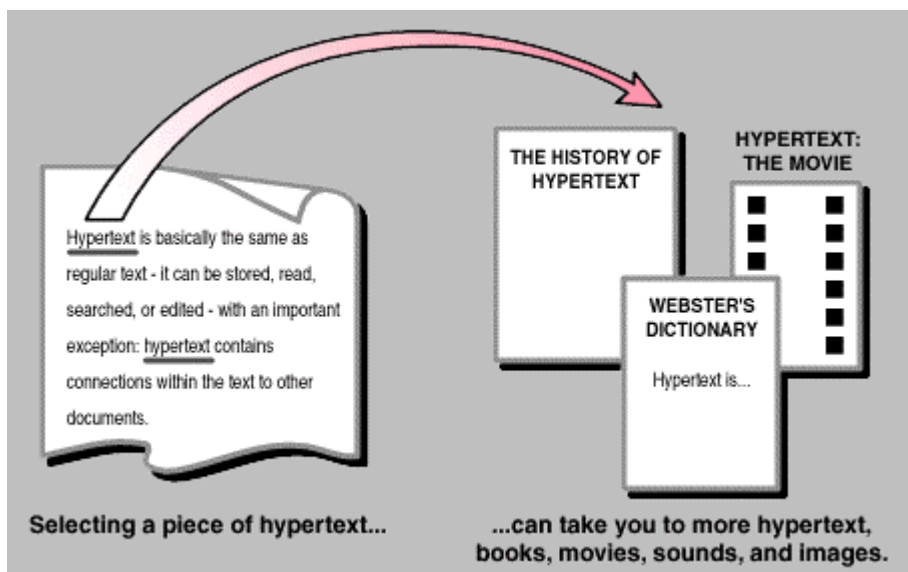 Hypertext is basically the same as
regular text - it can be stored, read,
searched, or edited - with an important
exception: hypertext contains
connections within the text to other
documents.
Selecting a piece of hypertext...
THE HISTORY OF
HYPERTEXT
HYPERTEXT:
THE MOVIE
WEBSTER'S
DICTIONARY
Hypertext is...
...can take you to more hypertext,
books, movies, sounds, and images.